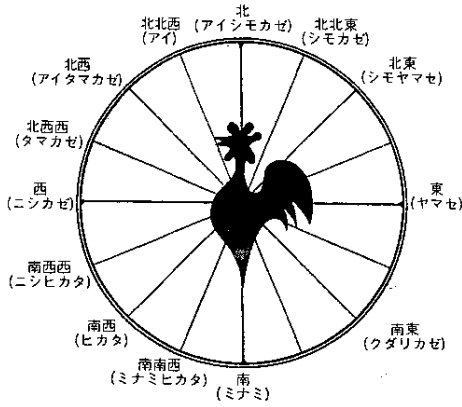 北
(アイシモカゼ)
北北東
(シモカゼ)
北東
(シモヤマセ)
東
(ヤマセ)
南東
(クダリカゼ)
南
(ミナミ)
南南西
(ミナミヒカタ)
南西
(ヒカタ)
南西西
(ニシヒカタ)
西
(ニシカゼ)
北西西
(タマカゼ)
北西
(アイタマカゼ)
北北西
(アイ)